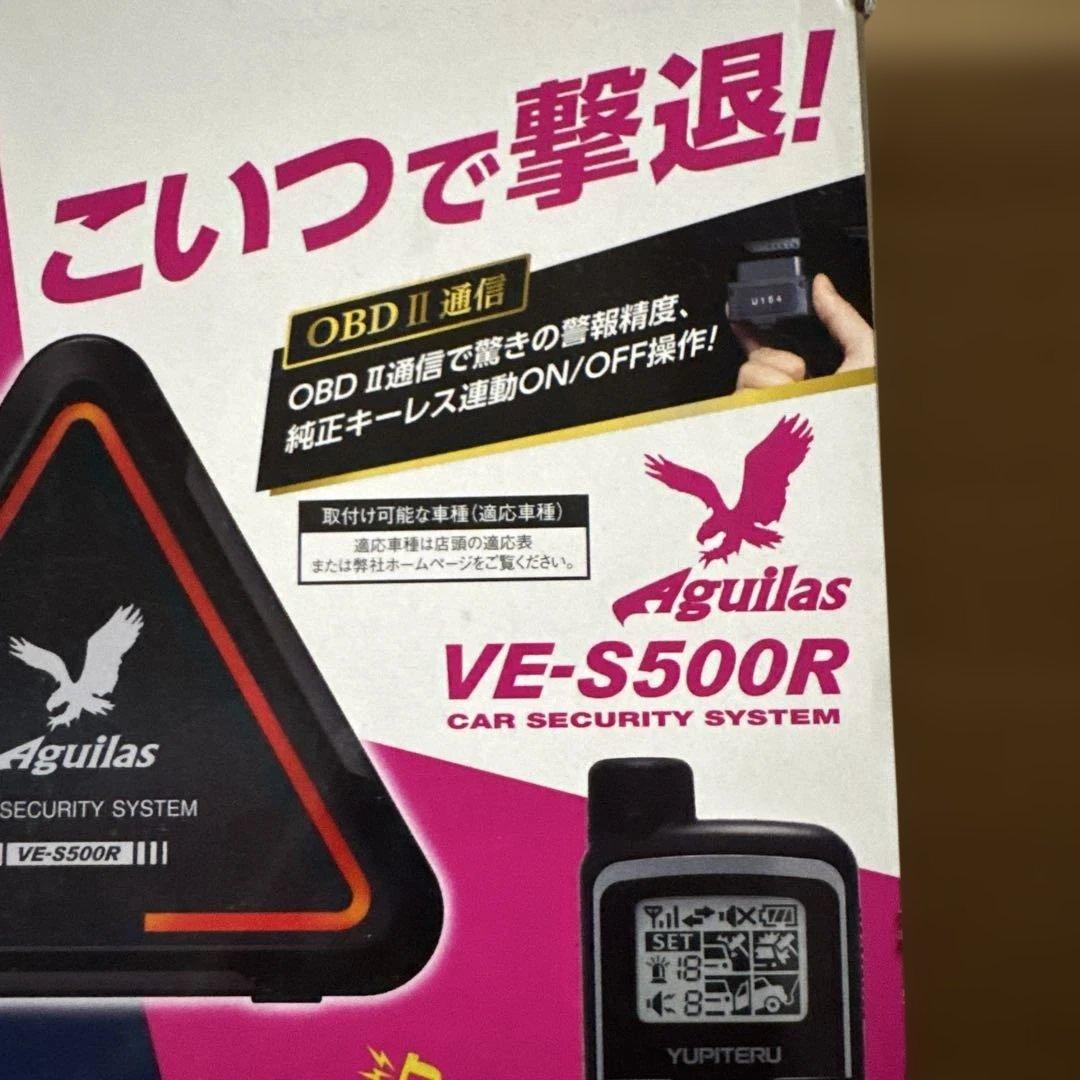 こいつで撃退!
OBD II 通信
OBD II通信で驚きの警報精度、
純正キーレス連動ON/OFF操作!
U164
取付け可能な車種(適応車種)
適応車種は店頭の適応表
または弊社ホームページをご覧ください。
Aguilas
VE-S500R
CAR SECURITY SYSTEM
Aguilas
SECURITY SYSTEM
VE-S500R
SET
18
8
YUPITERU